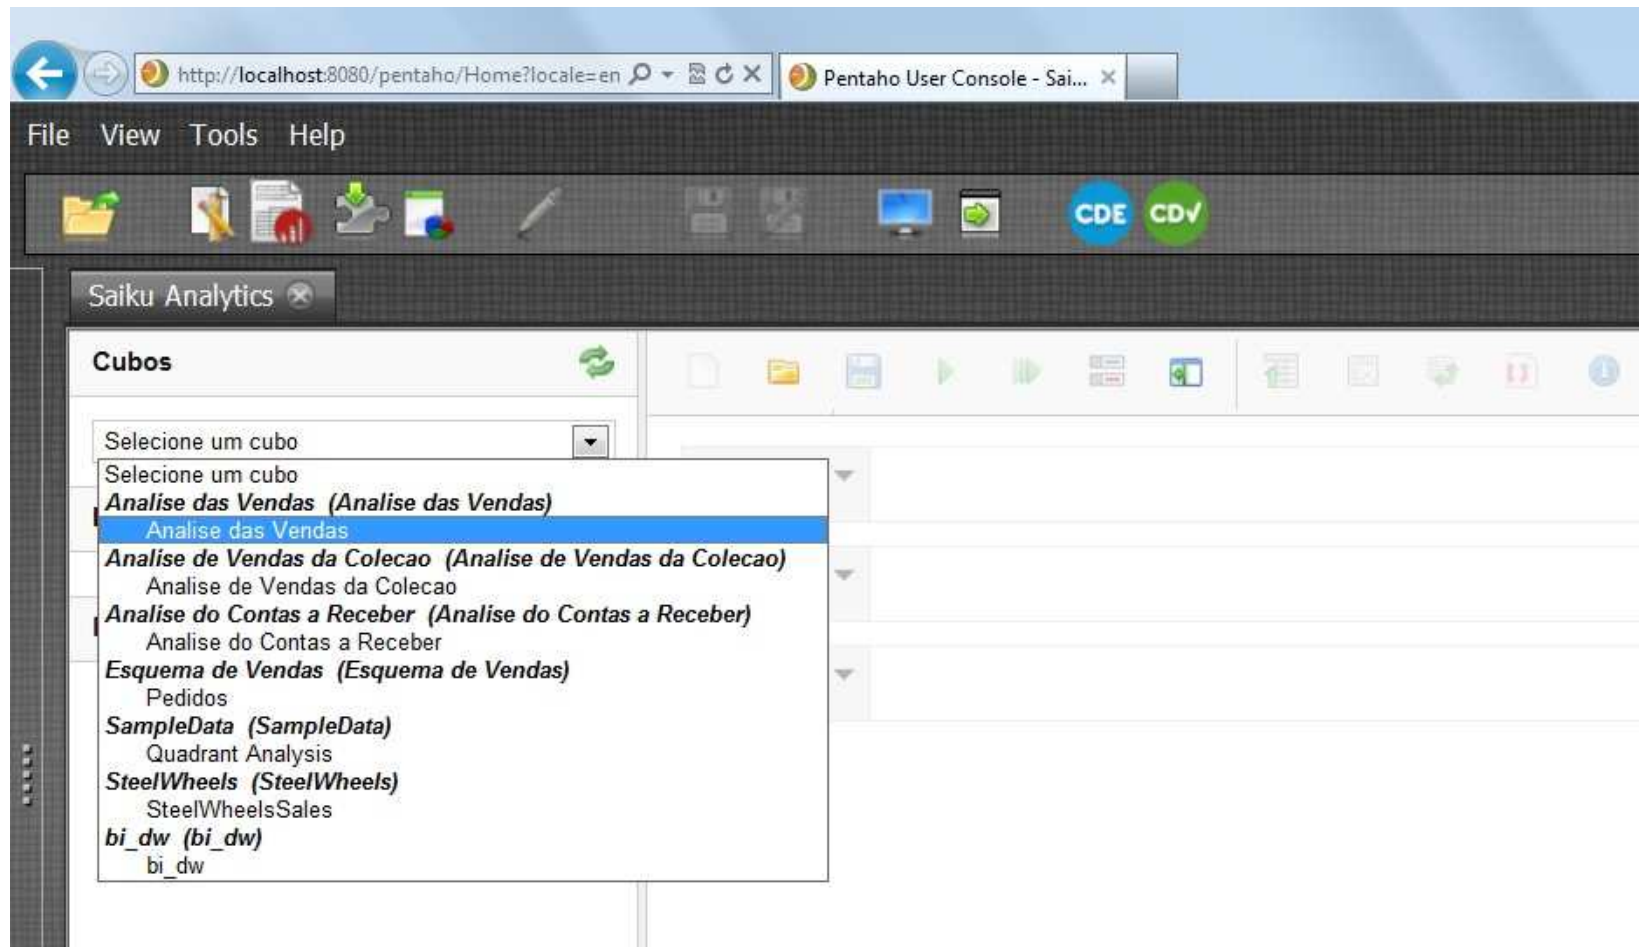 http://localhost:8080/pentaho/Home?locale=en
Pentaho User Console - Sai...
File View Tools Help
CDE CDV
Saiku Analytics
Cubos
Selecione um cubo
Selecione um cubo
Analise das Vendas (Analise das Vendas)
Analise das Vendas
Analise de Vendas da Colecao (Analise de Vendas da Colecao)
Analise de Vendas da Colecao
Analise do Contas a Receber (Analise do Contas a Receber)
Analise do Contas a Receber
Esquema de Vendas (Esquema de Vendas)
Pedidos
SampleData (SampleData)
Quadrant Analysis
SteelWheels (SteelWheels)
SteelWheelsSales
bi_dw (bi_dw)
bi_dw